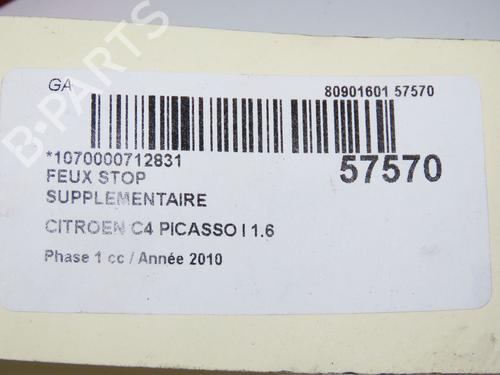 GA
80901601 57570
*1070000712831
57570
FEUX STOP
SUPPLEMENTAIRE
CITROEN C4 PICASSO I 1.6
Phase 1 cc / Année 2010
B-PARTS